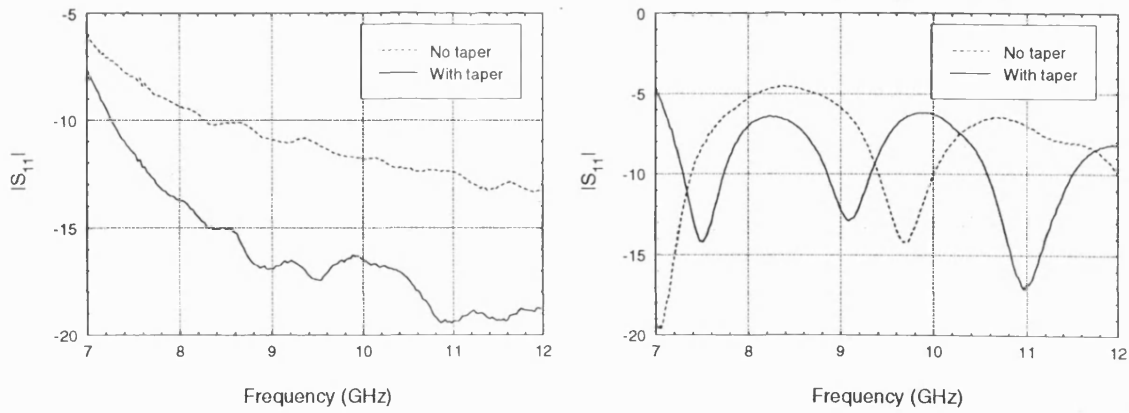 -5
-10
-15
-20
|S11|
No taper
With taper
7 8 9 10 11 12
Frequency (GHz)
0
-5
-10
-15
-20
|S11|
No taper
With taper
7 8 9 10 11 12
Frequency (GHz)